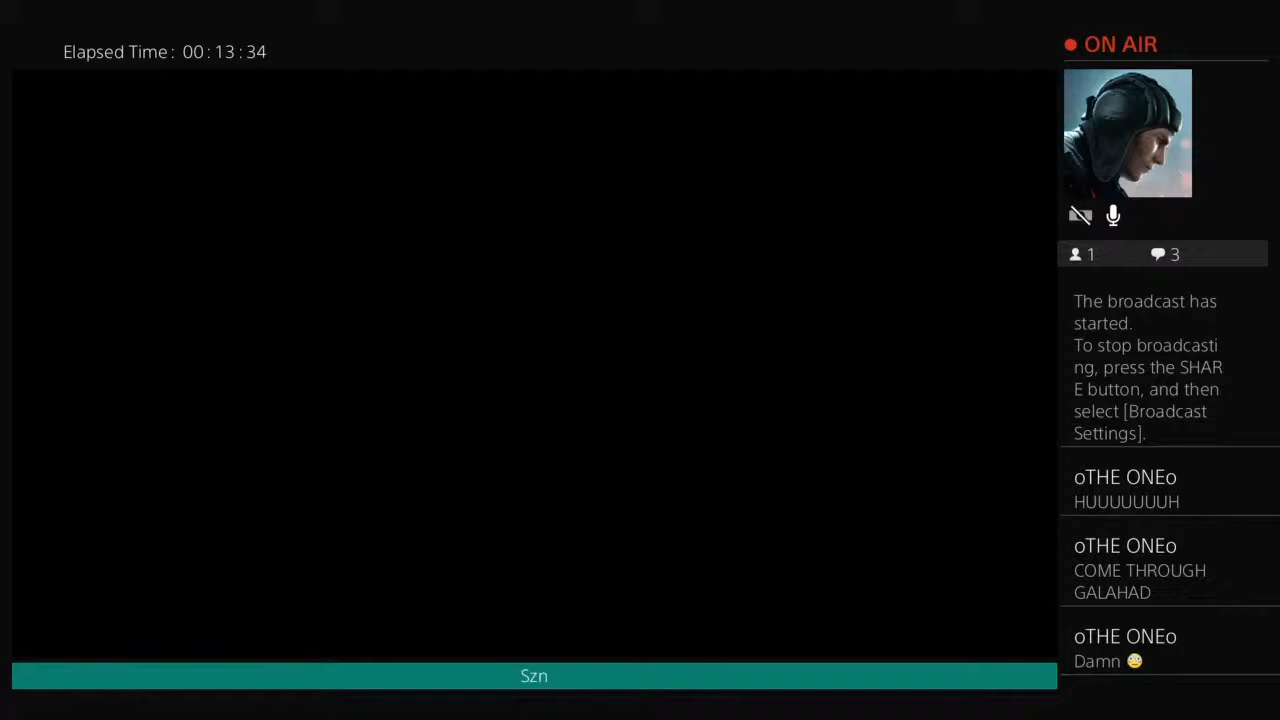 Elapsed Time: 00:13:34
ON AIR
1 3
The broadcast has
started.
To stop broadcasti
ng, press the SHAR
E button, and then
select [Broadcast
Settings].
oTHE ONEo
HUUUUUUUH
oTHE ONEo
COME THROUGH
GALAHAD
oTHE ONEo
Damn 😳
Szn